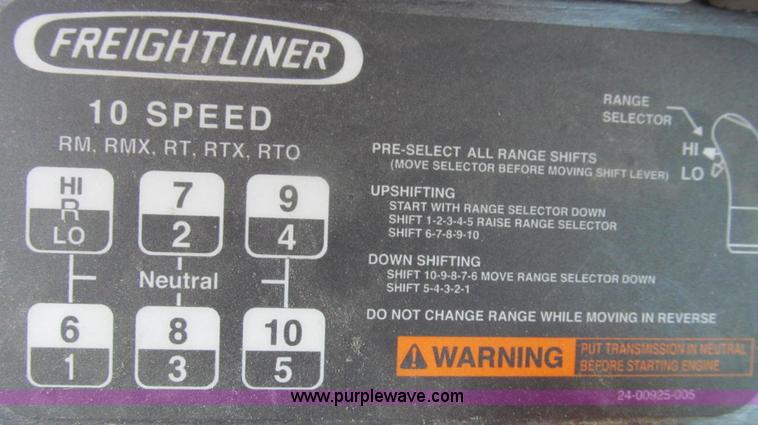 FREIGHTLINER
10 SPEED
RM, RMX, RT, RTX, RTO
HI
R
LO
7
2
9
4
Neutral
6
1
8
3
10
5
RANGE
SELECTOR
HI
LO
PRE-SELECT ALL RANGE SHIFTS
(MOVE SELECTOR BEFORE MOVING SHIFT LEVER)
UPSHIFTING
START WITH RANGE SELECTOR DOWN
SHIFT 1-2-3-4-5 RAISE RANGE SELECTOR
SHIFT 6-7-8-9-10
DOWN SHIFTING
SHIFT 10-9-8-7-6 MOVE RANGE SELECTOR DOWN
SHIFT 5-4-3-2-1
DO NOT CHANGE RANGE WHILE MOVING IN REVERSE
WARNING
PUT TRANSMISSION IN NEUTRAL
BEFORE STARTING ENGINE
24-00925-005
www.purplewave.com